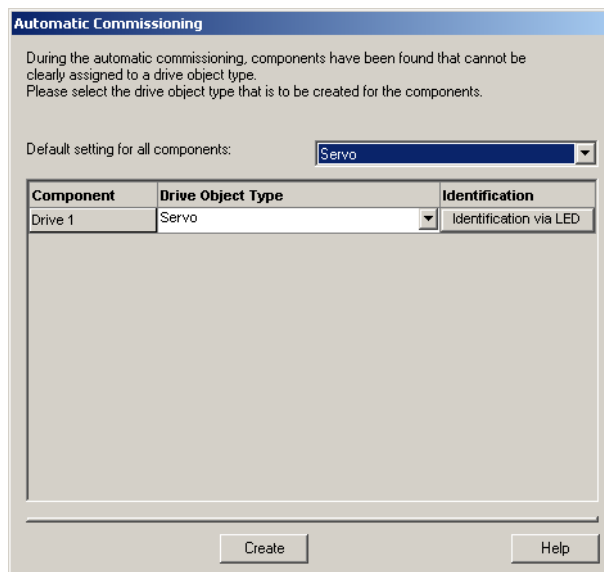 Automatic Commissioning
During the automatic commissioning, components have been found that cannot be
clearly assigned to a drive object type.
Please select the drive object type that is to be created for the components.
Default setting for all components: Servo
Component Drive Object Type Identification
Drive 1 Servo Identification via LED
Create Help